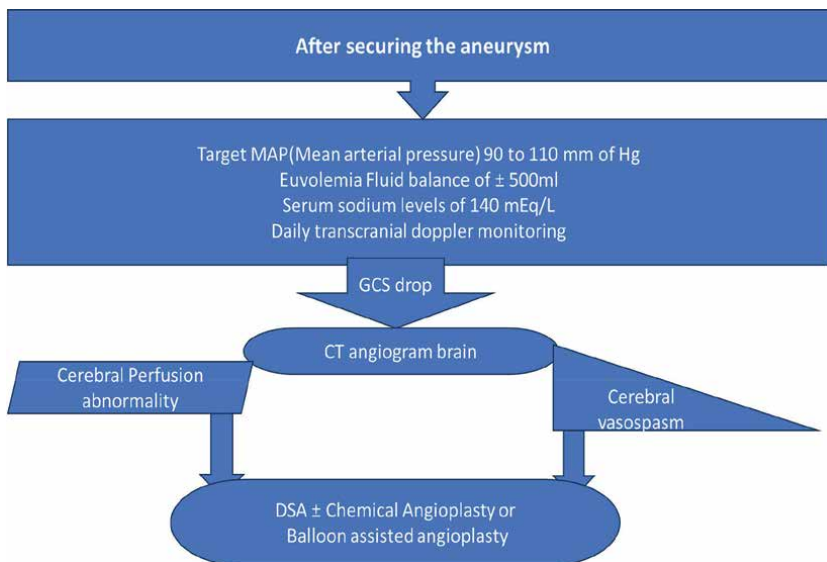 After securing the aneurysm
Target MAP(Mean arterial pressure) 90 to 110 mm of Hg
Euvolemia Fluid balance of ± 500ml
Serum sodium levels of 140 mEq/L
Daily transcranial doppler monitoring
GCS drop
CT angiogram brain
Cerebral Perfusion
abnormality
Cerebral
vasospasm
DSA ± Chemical Angioplasty or
Balloon assisted angioplasty